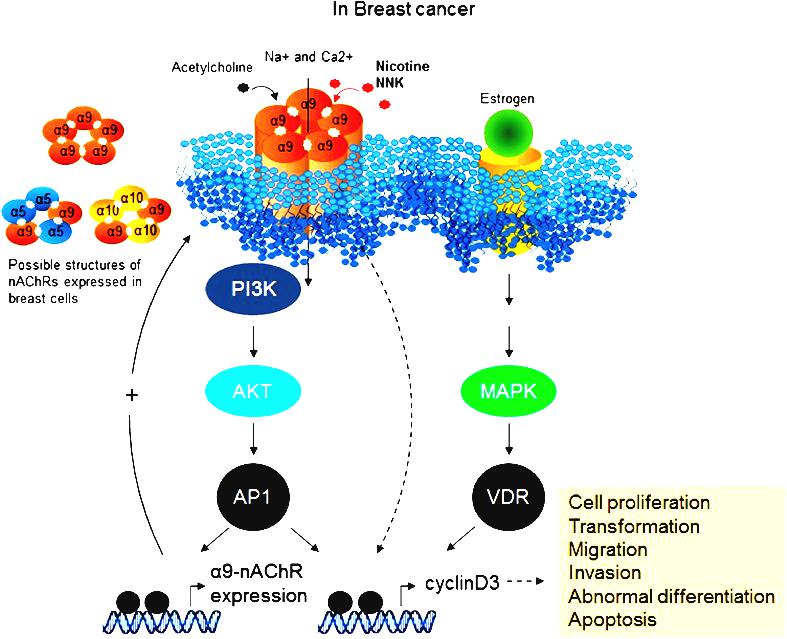 In Breast cancer
Na+ and Ca2+
Acetylcholine
Nicotine
NNK
Estrogen
α9
α9 α9
α9 α9
α9
α9 α9
α9 α9
α5
α5 α9
α9 α5
α10
α10 α9
α9 α10
Possible structures of
nAChRs expressed in
breast cells
PI3K
+
AKT
MAPK
AP1
VDR
α9-nAChR
expression
cyclinD3
Cell proliferation
Transformation
Migration
Invasion
Abnormal differentiation
Apoptosis